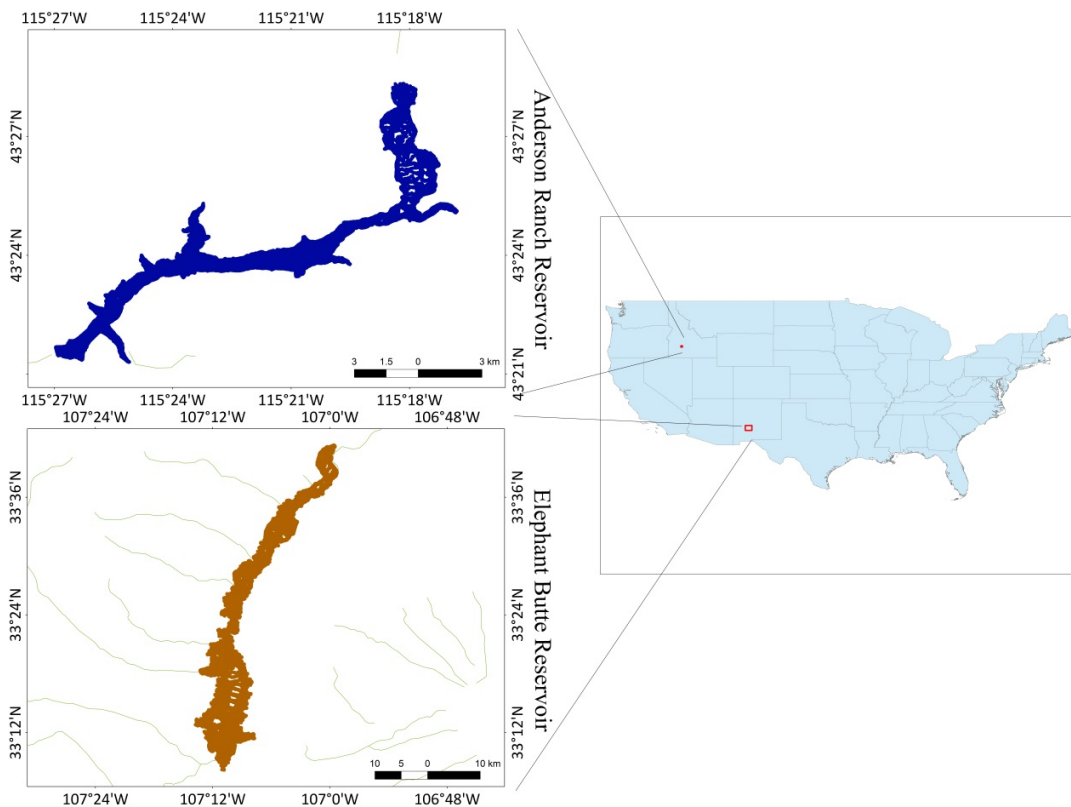 115°27'W 115°24'W 115°21'W 115°18'W
43°27'N 43°27'N
43°24'N 43°24'N
43°21'N 43°21'N
Anderson Ranch Reservoir
3 1.5 0 3 km
115°27'W 115°24'W 115°21'W 115°18'W
107°24'W 107°12'W 107°0'W 106°48'W
33°36'N 33°36'N
33°24'N 33°24'N
33°12'N 33°12'N
Elephant Butte Reservoir
10 5 0 10 km
107°24'W 107°12'W 107°0'W 106°48'W